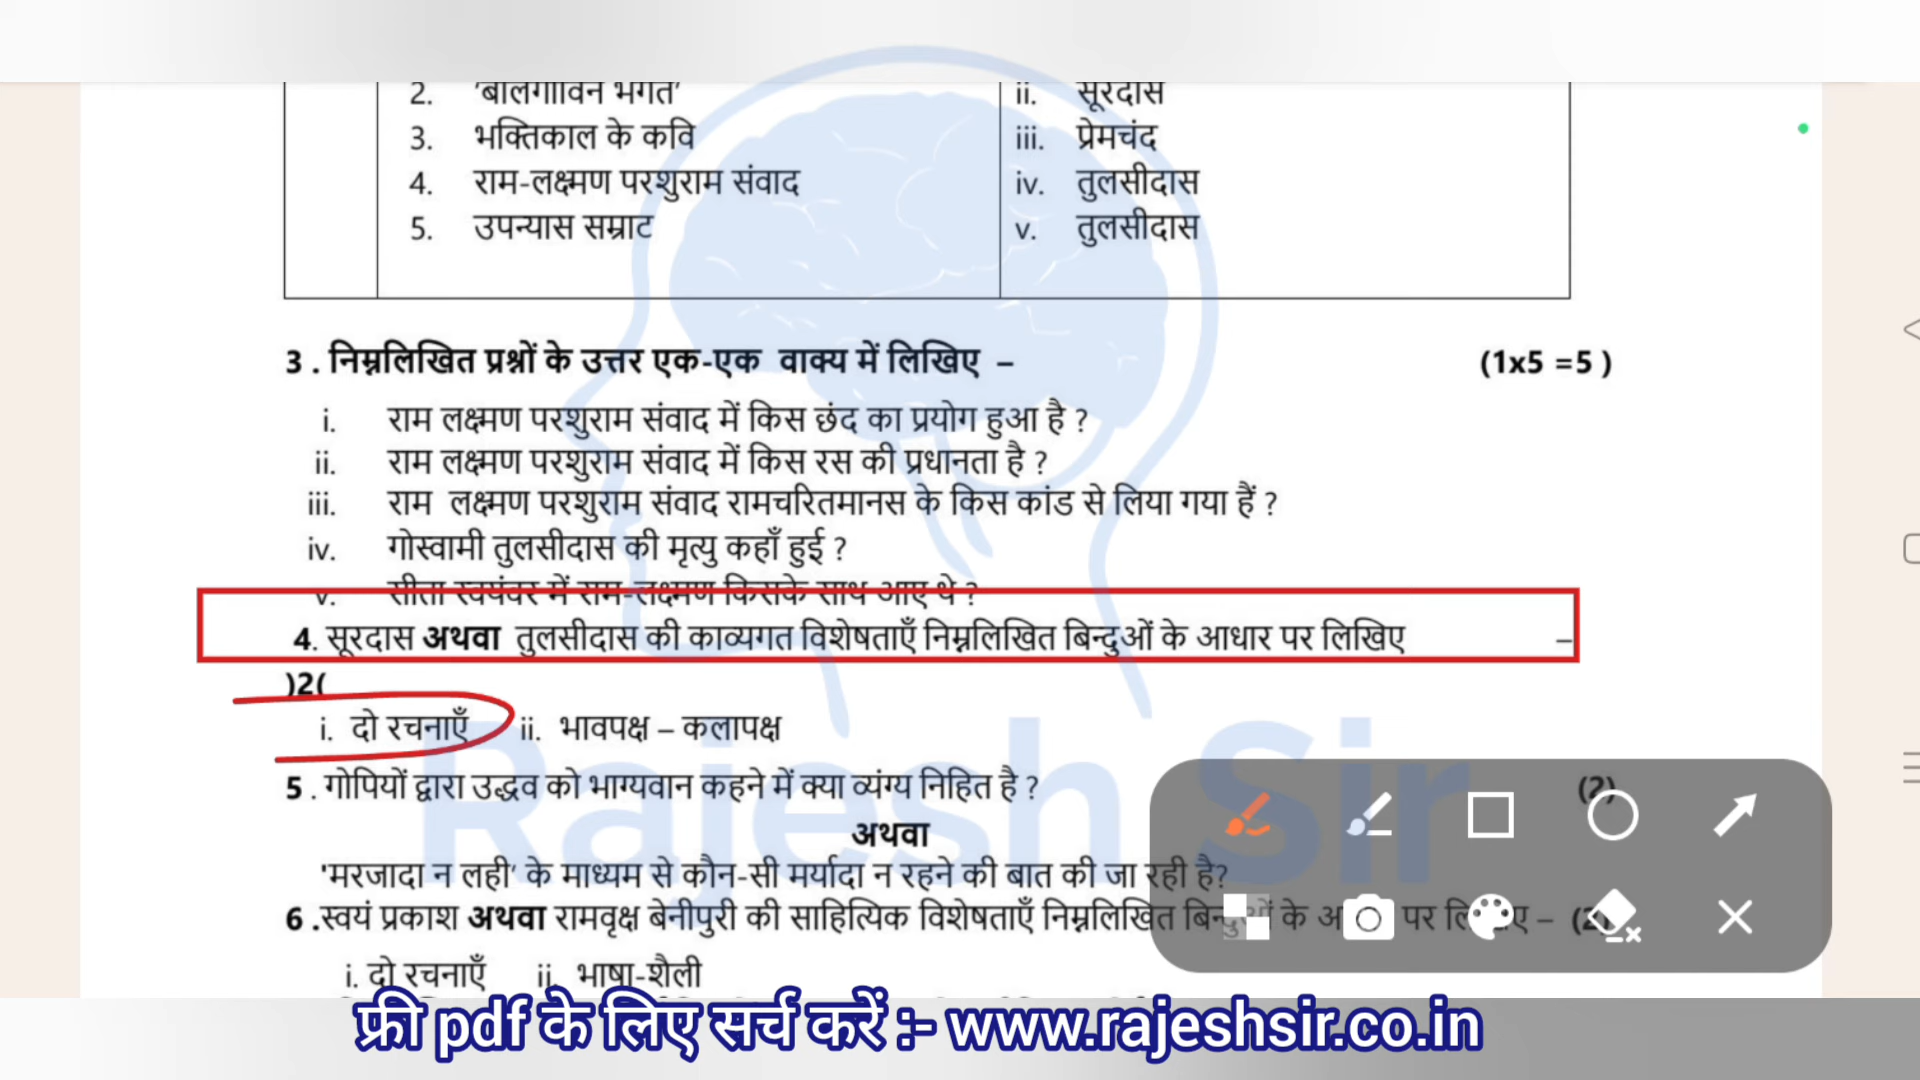 2. 'बालगोविन भगत' ii. सूरदास
3. भक्तिकाल के कवि iii. प्रेमचंद
4. राम-लक्ष्मण परशुराम संवाद iv. तुलसीदास
5. उपन्यास सम्राट v. तुलसीदास
3 . निम्नलिखित प्रश्नों के उत्तर एक-एक वाक्य में लिखिए – (1x5 =5 )
i. राम लक्ष्मण परशुराम संवाद में किस छंद का प्रयोग हुआ है ?
ii. राम लक्ष्मण परशुराम संवाद में किस रस की प्रधानता है ?
iii. राम लक्ष्मण परशुराम संवाद रामचरितमानस के किस कांड से लिया गया हैं ?
iv. गोस्वामी तुलसीदास की मृत्यु कहाँ हुई ?
v. सीता स्वयंवर में राम-लक्ष्मण किसके साथ आए थे ?
4. सूरदास अथवा तुलसीदास की काव्यगत विशेषताएँ निम्नलिखित बिन्दुओं के आधार पर लिखिए –
)2(
i. दो रचनाएँ ii. भावपक्ष – कलापक्ष
Rajesh Sir
5 . गोपियों द्वारा उद्धव को भाग्यवान कहने में क्या व्यंग्य निहित है ? (2)
अथवा
'मरजादा न लही' के माध्यम से कौन-सी मर्यादा न रहने की बात की जा रही है?
6 .स्वयं प्रकाश अथवा रामवृक्ष बेनीपुरी की साहित्यिक विशेषताएँ निम्नलिखित के पर – (2)
i. दो रचनाएँ ii. भाषा-शैली
फ्री pdf के लिए सर्च करें :- www.rajeshsir.co.in